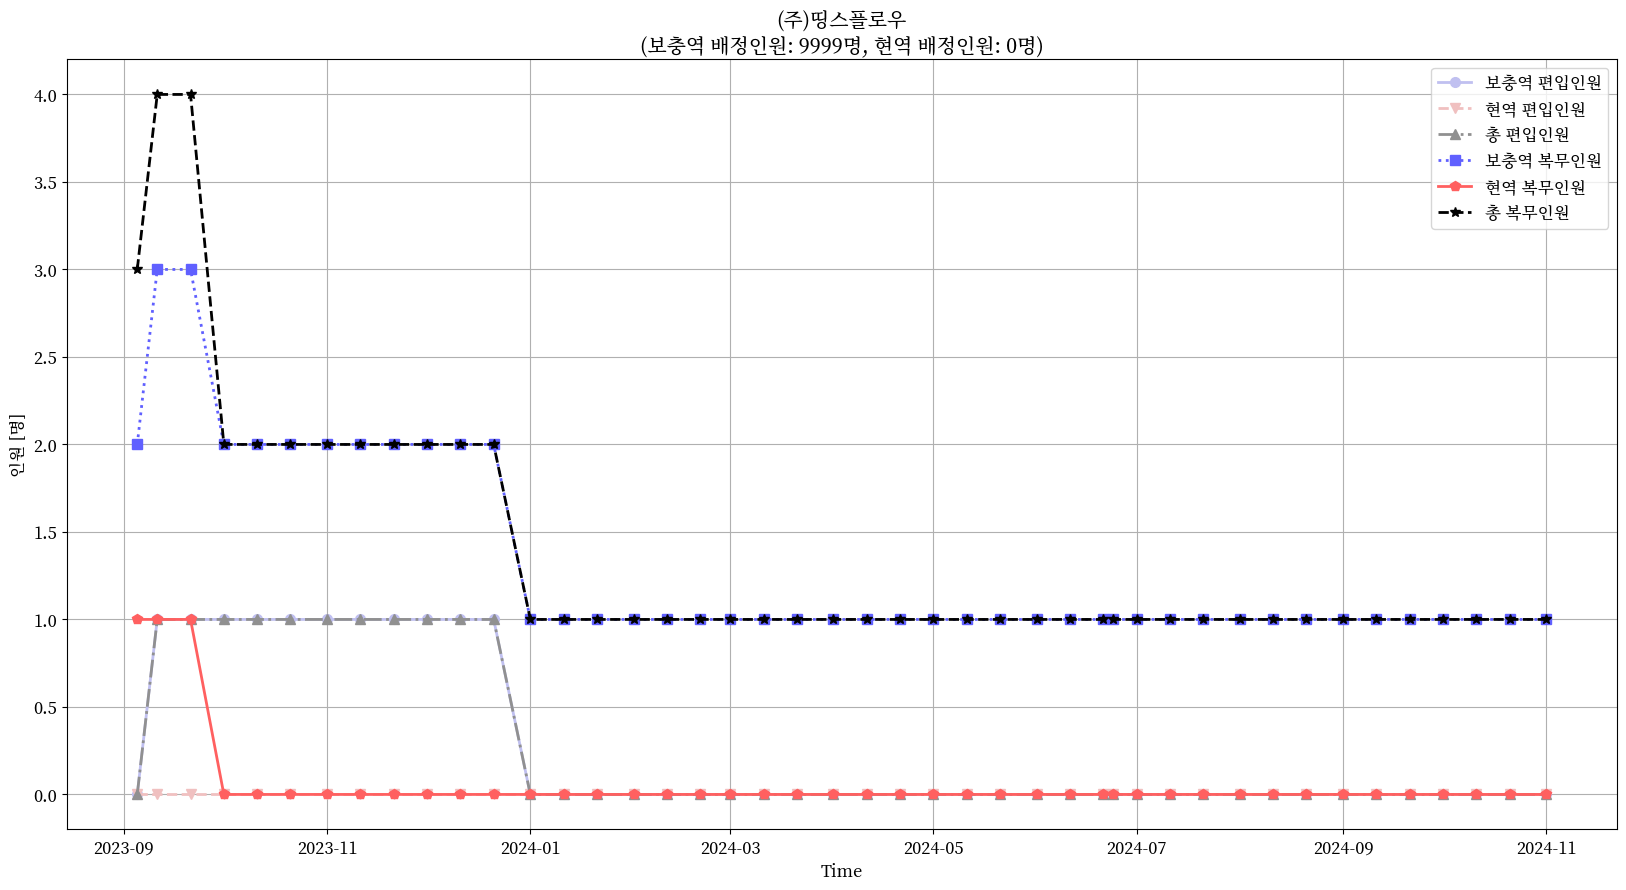 (주)띵스플로우
(보충역 배정인원: 9999명, 현역 배정인원: 0명)
보충역 편입인원
현역 편입인원
총 편입인원
보충역 복무인원
현역 복무인원
총 복무인원
4.0
3.5
3.0
2.5
2.0
1.5
1.0
0.5
0.0
인원 [명]
2023-09 2023-11 2024-01 2024-03 2024-05 2024-07 2024-09 2024-11
Time